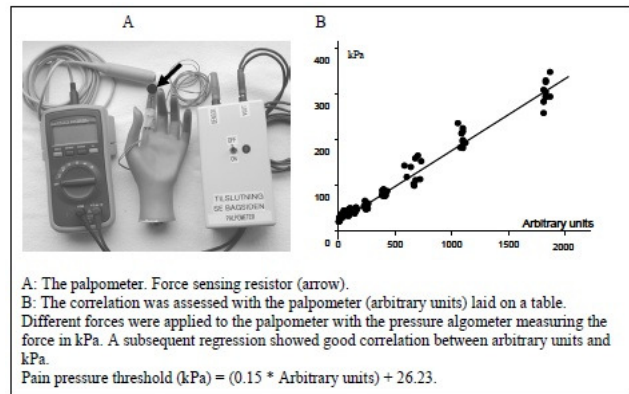 A
B
OFF
ON
TILSLUTNING
SE BAGSIDEN
PALPOMETER
400
kPa
300
200
100
0
0
500
1000
1500
2000
Arbitrary units
A: The palpometer. Force sensing resistor (arrow).
B: The correlation was assessed with the palpometer (arbitrary units) laid on a table.
Different forces were applied to the palpometer with the pressure algometer measuring the
force in kPa. A subsequent regression showed good correlation between arbitrary units and
kPa.
Pain pressure threshold (kPa) = (0.15 * Arbitrary units) + 26.23.